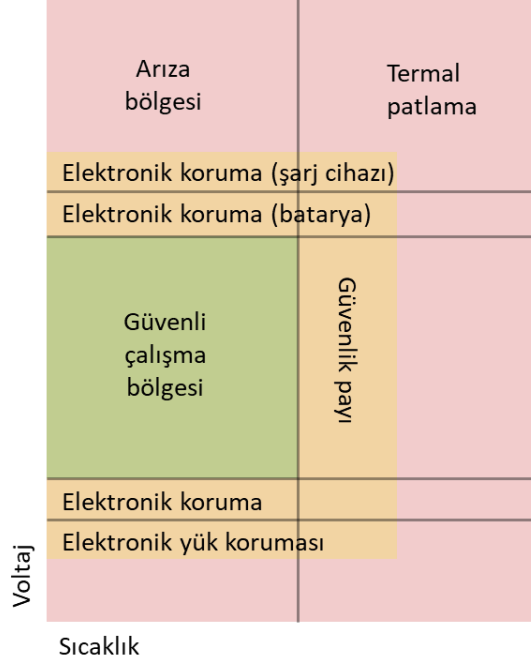 Arıza
bölgesi
Termal
patlama
Elektronik koruma (şarj cihazı)
Elektronik koruma (batarya)
Güvenli
çalışma
bölgesi
Güvenlik payı
Elektronik koruma
Elektronik yük koruması
Voltaj
Sıcaklık